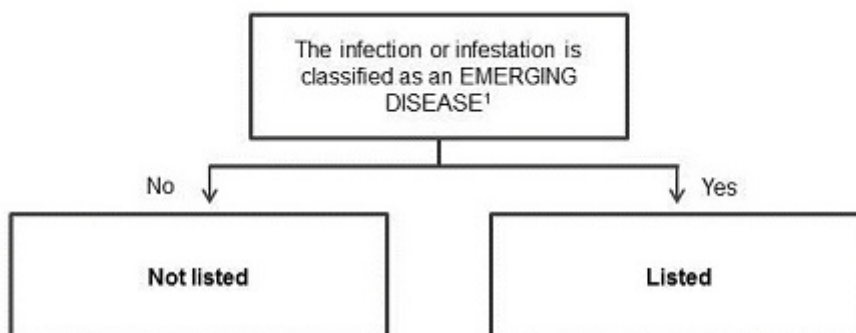 The infection or infestation is
classified as an EMERGING
DISEASE¹
No
Yes
Not listed
Listed